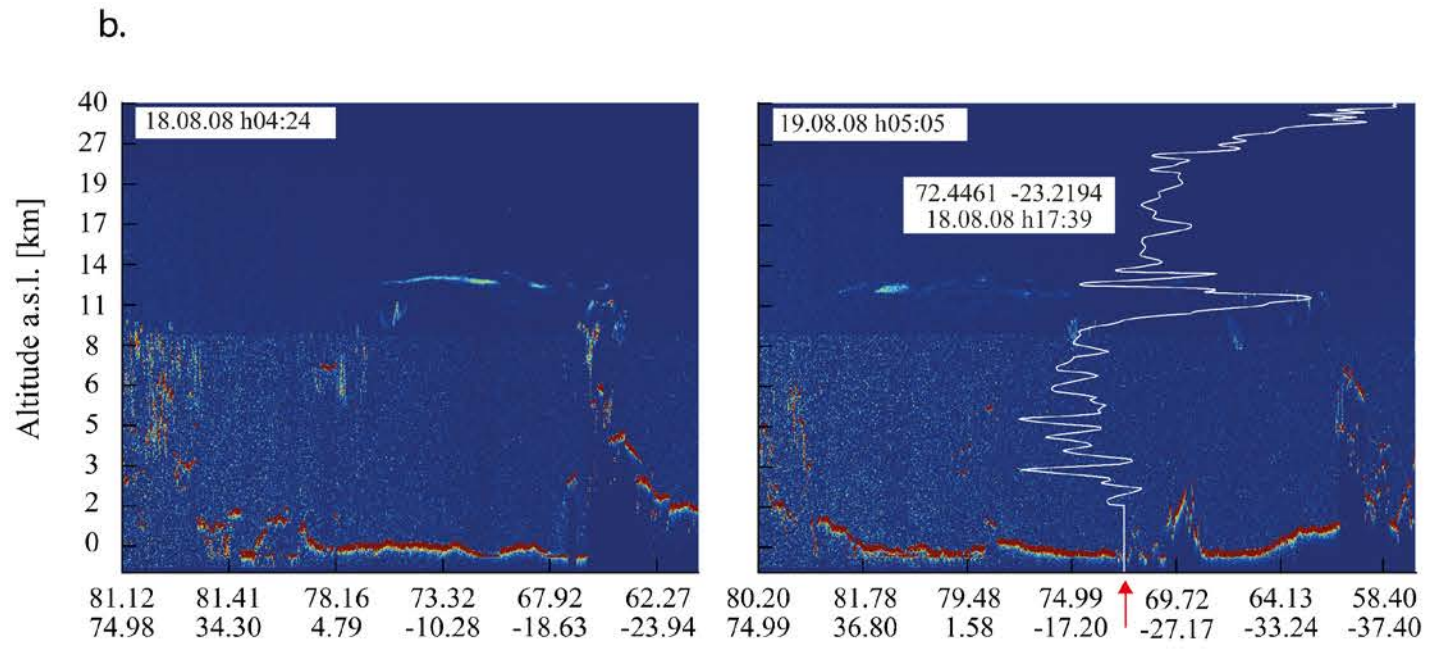 b.
18.08.08 h04:24
19.08.08 h05:05
72.4461 -23.2194
18.08.08 h17:39
Altitude a.s.l. [km]
40
27
19
17
14
11
8
6
5
3
2
0
81.12 81.41 78.16 73.32 67.92 62.27
74.98 34.30 4.79 -10.28 -18.63 -23.94
80.20 81.78 79.48 74.99 69.72 64.13 58.40
74.99 36.80 1.58 -17.20 -27.17 -33.24 -37.40